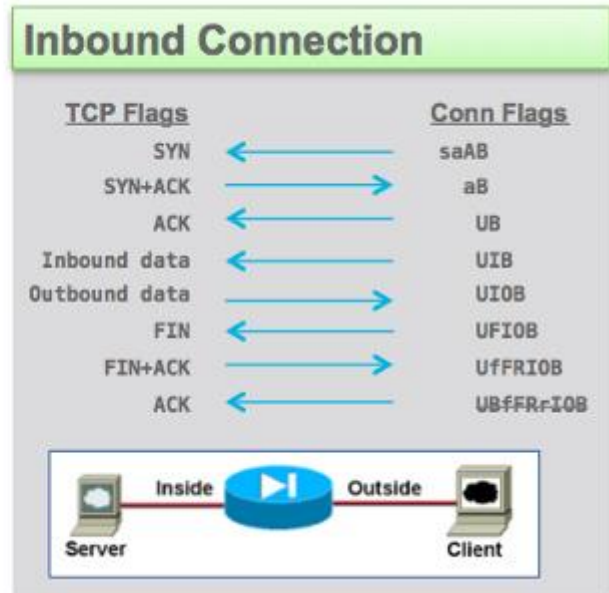 Inbound Connection
TCP Flags Conn Flags
SYN saAB
SYN+ACK aB
ACK UB
Inbound data UIB
Outbound data UIOB
FIN UFIOB
FIN+ACK UfFRIOB
ACK UBfFRrIOB
Inside Outside
Server Client